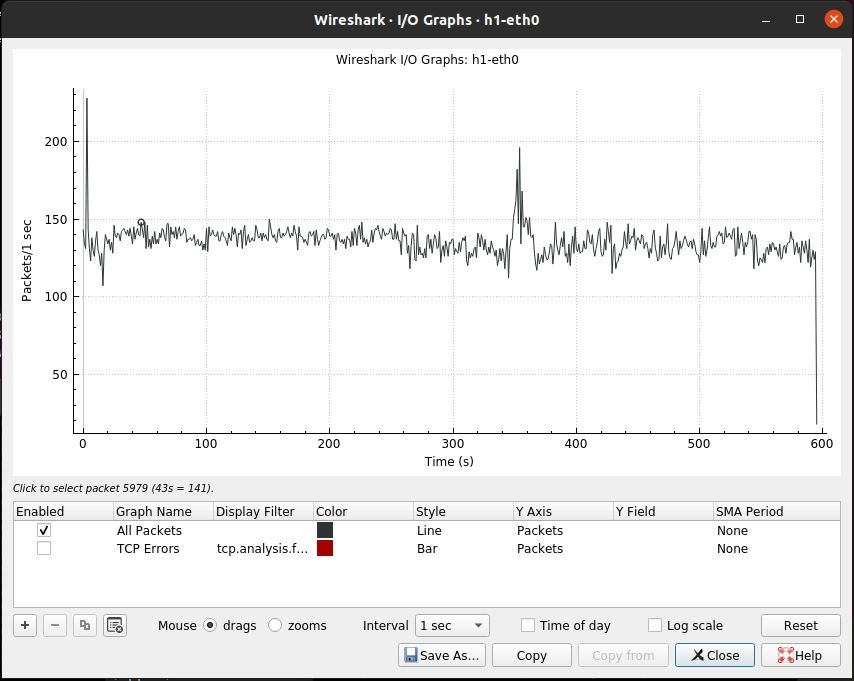 Wireshark · I/O Graphs · h1-eth0
Wireshark I/O Graphs: h1-eth0
200
150
100
50
Packets/1 sec
0 100 200 300 400 500 600
Time (s)
Click to select packet 5979 (43s = 141).
Enabled Graph Name Display Filter Color Style Y Axis Y Field SMA Period
All Packets Line Packets None
TCP Errors tcp.analysis.f... Bar Packets None
+ − Mouse drags zooms Interval 1 sec Time of day Log scale Reset
Save As... Copy Copy from Close Help